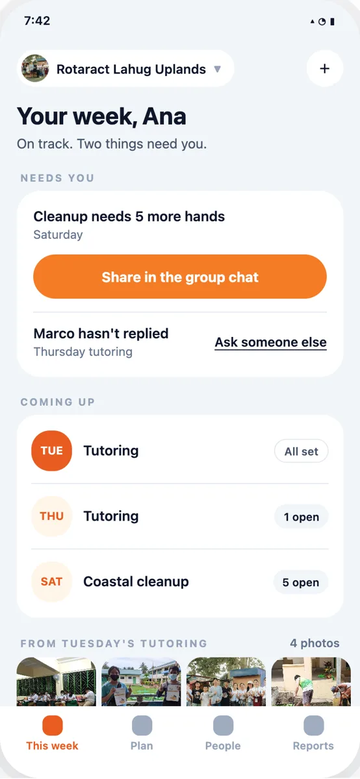 7:42
Rotaract Lahug Uplands
Your week, Ana
On track. Two things need you.
NEEDS YOU
Cleanup needs 5 more hands
Saturday
Share in the group chat
Marco hasn't replied
Thursday tutoring
Ask someone else
COMING UP
TUE
Tutoring
All set
THU
Tutoring
1 open
SAT
Coastal cleanup
5 open
FROM TUESDAY'S TUTORING
4 photos
This week
Plan
People
Reports